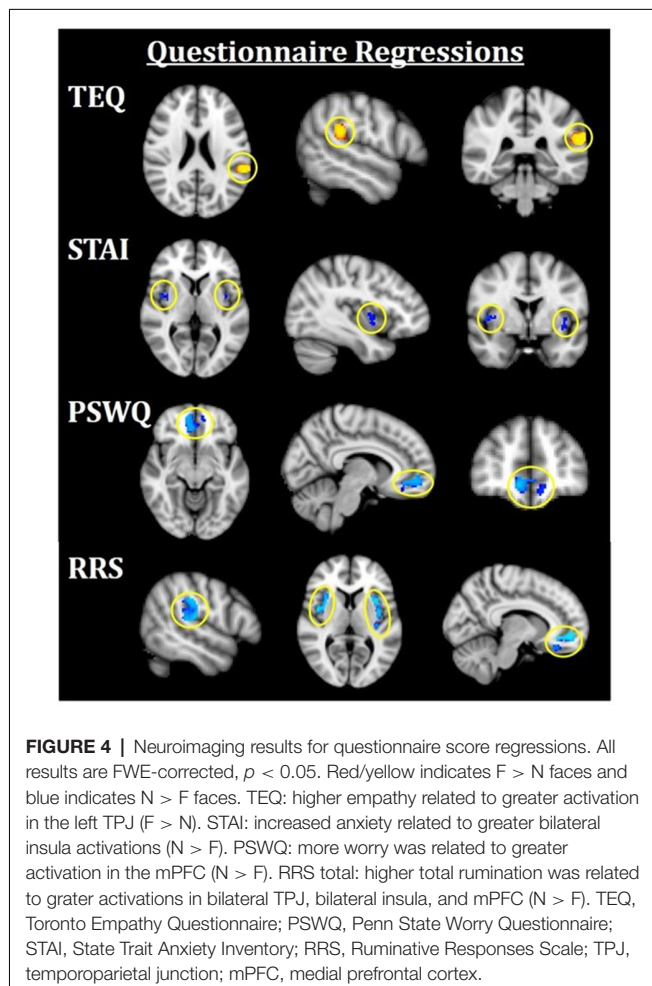 Questionnaire Regressions
TEQ
STAI
PSWQ
RRS
FIGURE 4 | Neuroimaging results for questionnaire score regressions. All
results are FWE-corrected, p < 0.05. Red/yellow indicates F > N faces and
blue indicates N > F faces. TEQ: higher empathy related to greater activation
in the left TPJ (F > N). STAI: increased anxiety related to greater bilateral
insula activations (N > F). PSWQ: more worry was related to greater
activation in the mPFC (N > F). RRS total: higher total rumination was related
to grater activations in bilateral TPJ, bilateral insula, and mPFC (N > F). TEQ,
Toronto Empathy Questionnaire; PSWQ, Penn State Worry Questionnaire;
STAI, State Trait Anxiety Inventory; RRS, Ruminative Responses Scale; TPJ,
temporoparietal junction; mPFC, medial prefrontal cortex.